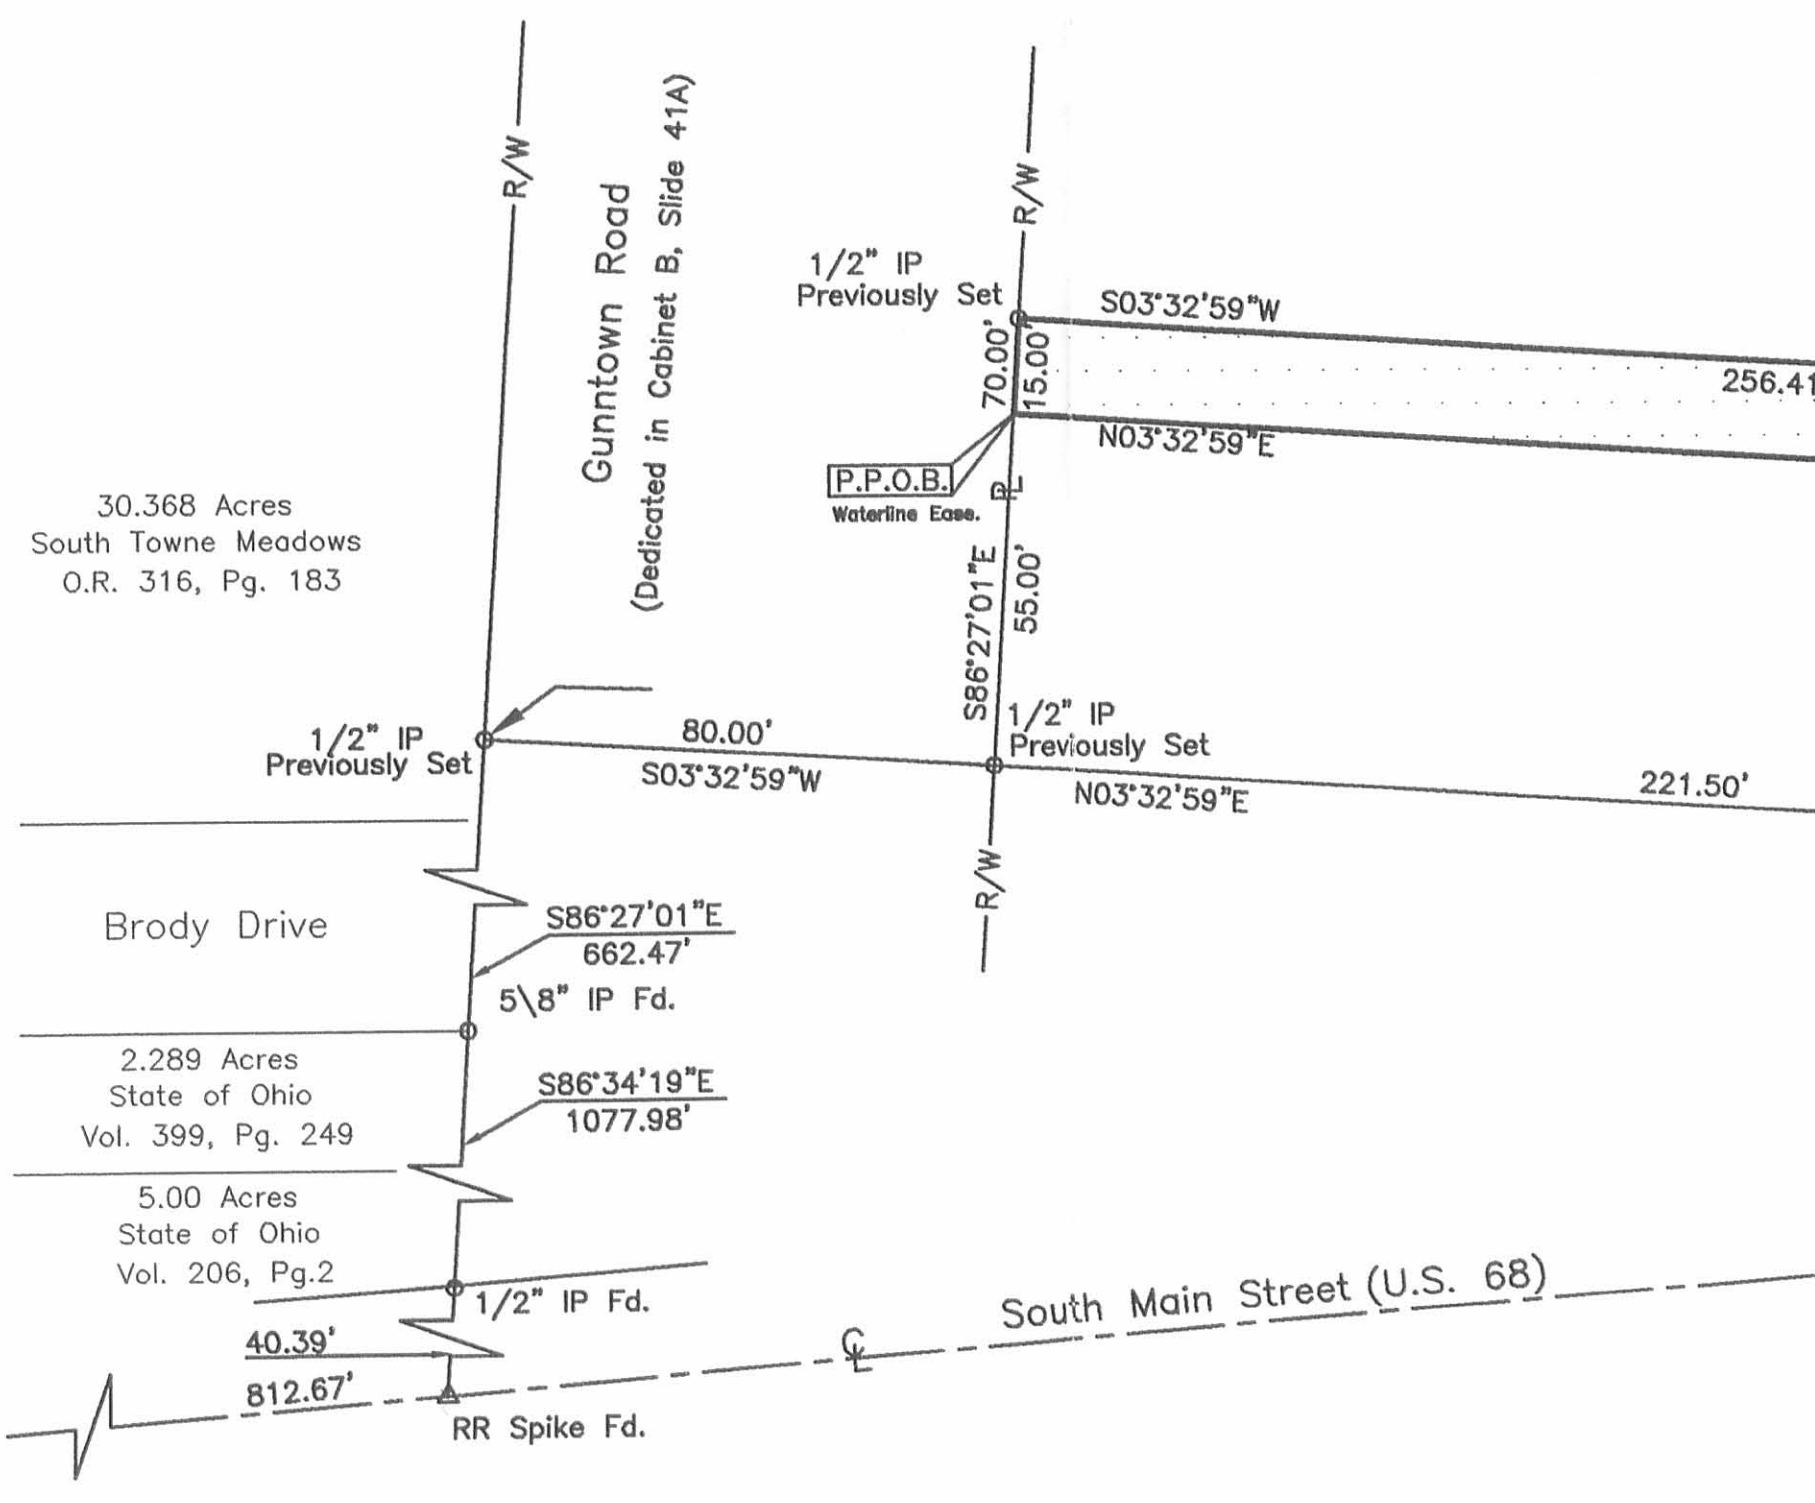 R/W
Gunntown Road
(Dedicated in Cabinet B, Slide 41A)
R/W
1/2" IP
Previously Set
S03°32'59"W
70.00'
15.00'
256.41
N03°32'59"E
P.P.O.B.
Waterline Ease.
PL
30.368 Acres
South Towne Meadows
O.R. 316, Pg. 183
S86°27'01"E
55.00'
1/2" IP
Previously Set
80.00'
S03°32'59"W
1/2" IP
Previously Set
N03°32'59"E
221.50'
R/W
Brody Drive
S86°27'01"E
662.47'
5\8" IP Fd.
2.289 Acres
State of Ohio
Vol. 399, Pg. 249
S86°34'19"E
1077.98'
5.00 Acres
State of Ohio
Vol. 206, Pg.2
1/2" IP Fd.
40.39'
812.67'
RR Spike Fd.
CL
South Main Street (U.S. 68)